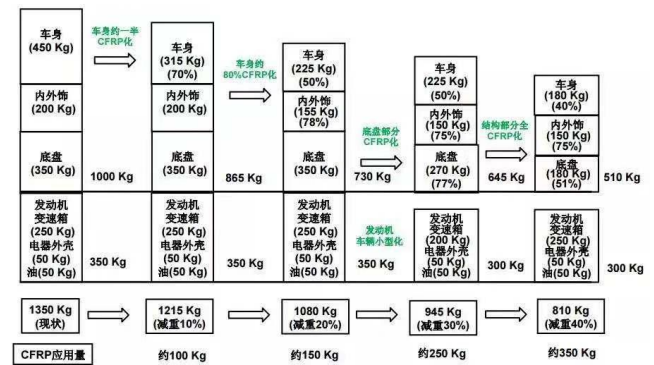 车身
(450 Kg)
内外饰
(200 Kg)
底盘
(350 Kg)
1000 Kg
发动机
变速箱
(250 Kg)
电器外壳
(50 Kg)
油(50 Kg)
350 Kg
车身约一半
CFRP化
车身
(315 Kg)
(70%)
内外饰
(200 Kg)
底盘
(350 Kg)
865 Kg
发动机
变速箱
(250 Kg)
电器外壳
(50 Kg)
油(50 Kg)
350 Kg
车身约
80%CFRP化
车身
(225 Kg)
(50%)
内外饰
(155 Kg)
(78%)
底盘
(350 Kg)
730 Kg
发动机
变速箱
(250 Kg)
电器外壳
(50 Kg)
油(50 Kg)
350 Kg
底盘部分
CFRP化
发动机
车辆小型化
车身
(225 Kg)
(50%)
内外饰
(150 Kg)
(75%)
底盘
(270 Kg)
(77%)
645 Kg
发动机
变速箱
(200 Kg)
电器外壳
(50 Kg)
油(50 Kg)
300 Kg
结构部分全
CFRP化
车身
(180 Kg)
(40%)
内外饰
(150 Kg)
(75%)
底盘
(180 Kg)
(51%)
510 Kg
发动机
变速箱
(250 Kg)
电器外壳
(50 Kg)
油(50 Kg)
300 Kg
1350 Kg
(现状)
1215 Kg
(减重10%)
1080 Kg
(减重20%)
945 Kg
(减重30%)
810 Kg
(减重40%)
CFRP应用量
约100 Kg
约150 Kg
约250 Kg
约350 Kg